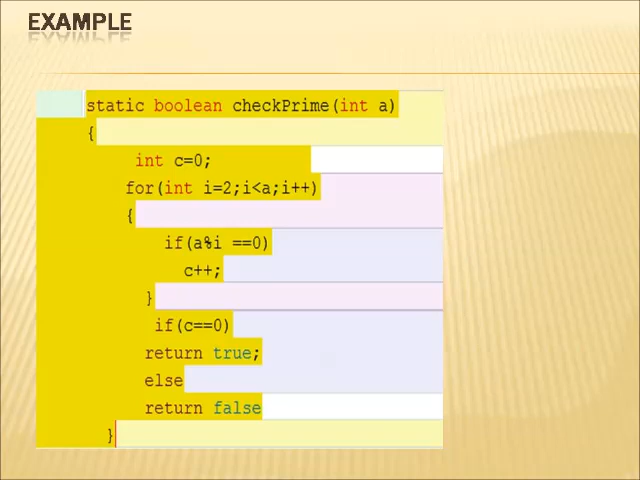 EXAMPLE
static boolean checkPrime(int a)
{
int c=0;
for(int i=2;i<a;i++)
{
if(a%i ==0)
c++;
}
if(c==0)
return true;
else
return false
}